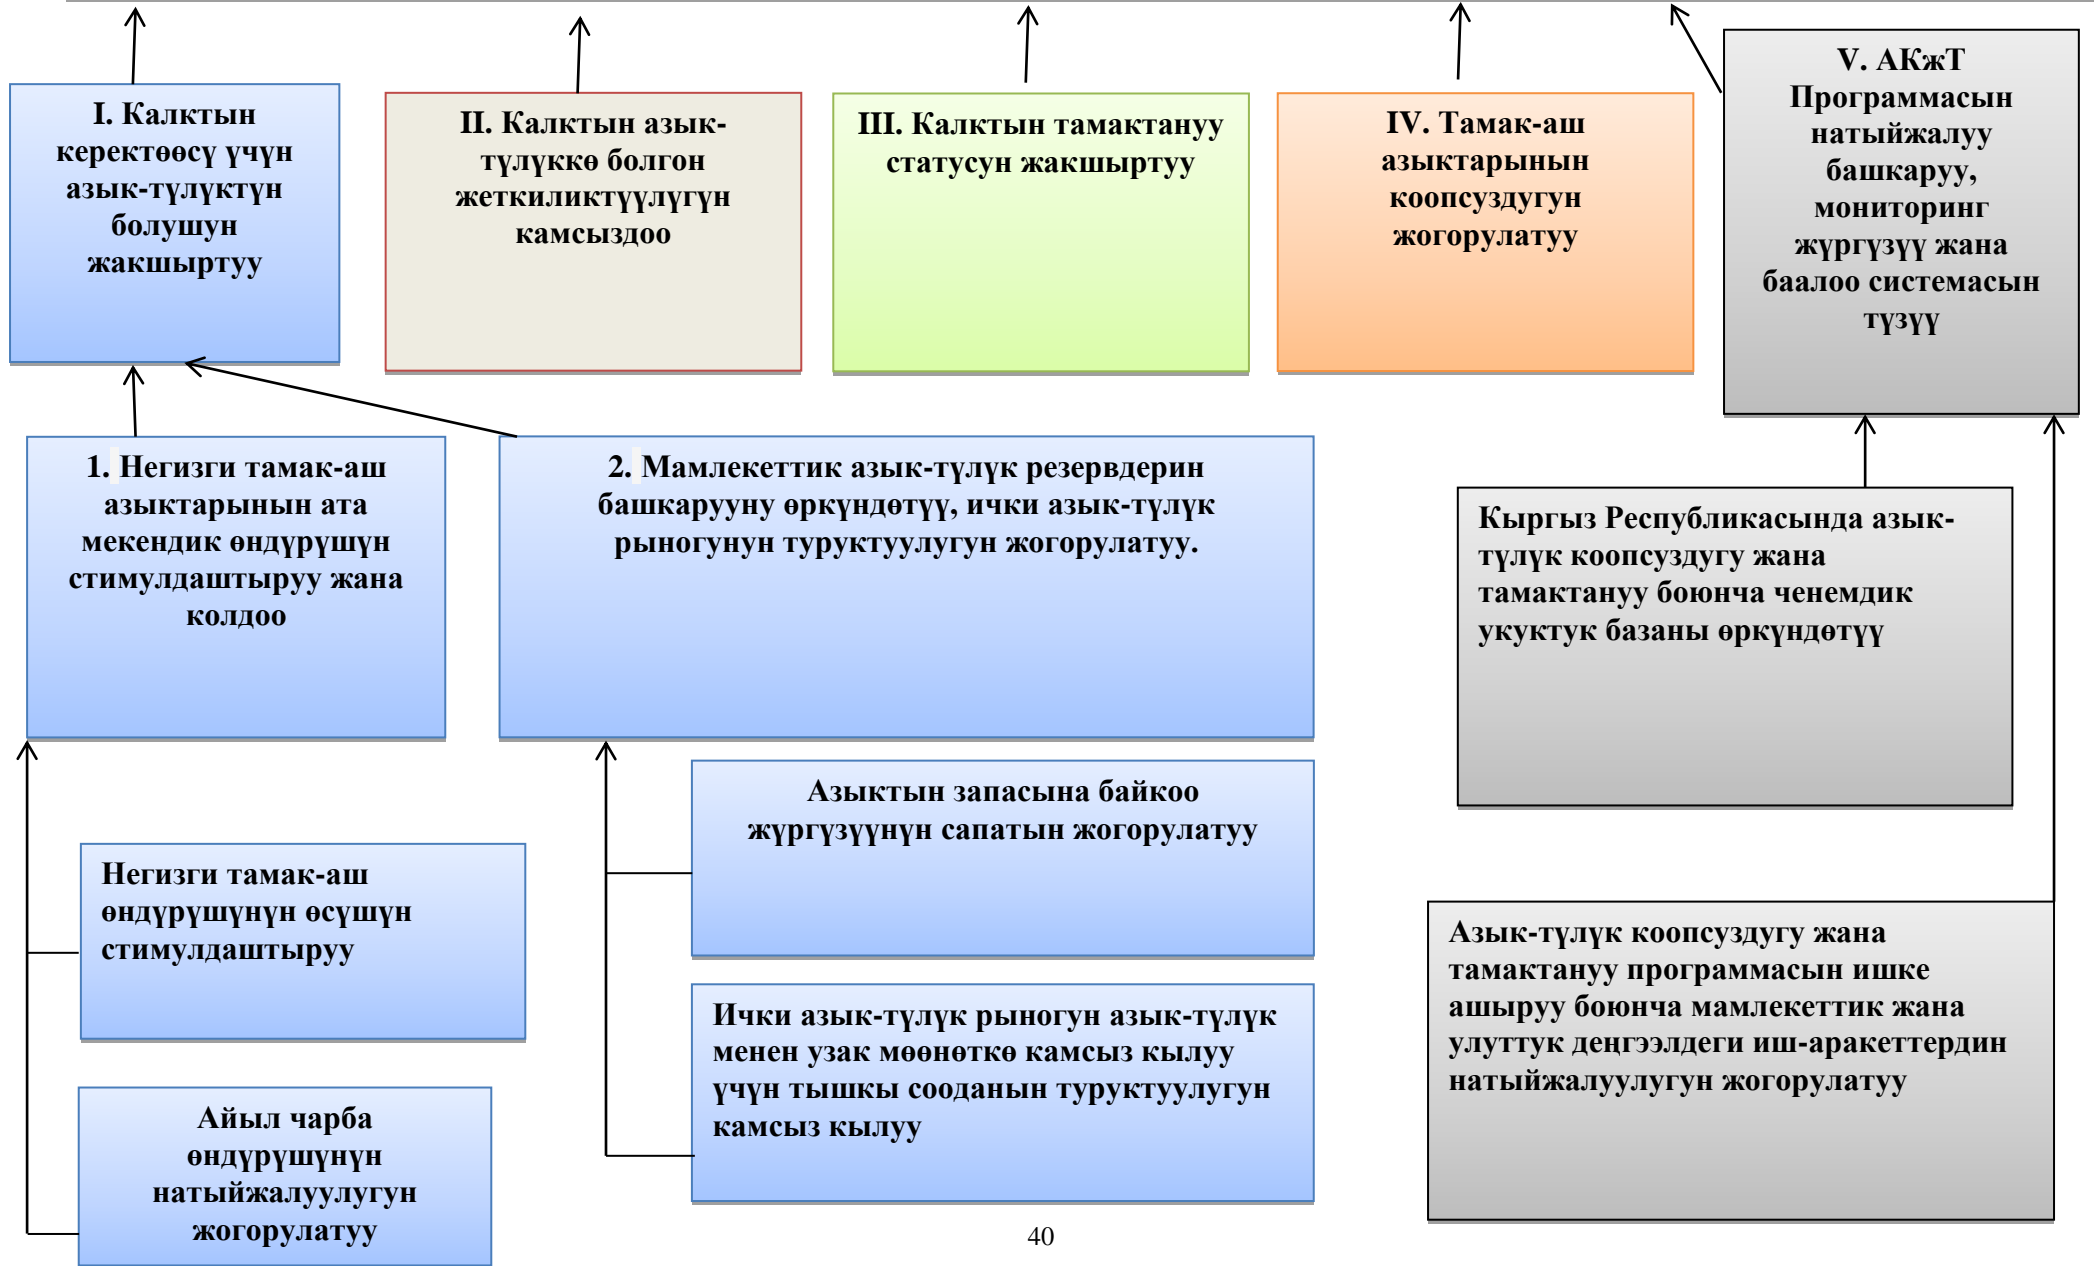 I. Калктын
керектөөсү үчүн
азык-түлүктүн
болушун
жакшыртуу
II. Калктын азык-
түлүккө болгон
жеткиликтүүлүгүн
камсыздоо
III. Калктын тамактануу
статусун жакшыртуу
IV. Тамак-аш
азыктарынын
коопсуздугун
жогорулатуу
V. АКжТ
Программасын
натыйжалуу
башкаруу,
мониторинг
жүргүзүү жана
баалоо системасын
түзүү
1. Негизги тамак-аш
азыктарынын ата
мекендик өндүрүшүн
стимулдаштыруу жана
колдоо
2. Мамлекеттик азык-түлүк резервдерин
башкарууну өркүндөтүү, ички азык-түлүк
рыногунун туруктуулугун жогорулатуу.
Кыргыз Республикасында азык-
түлүк коопсуздугу жана
тамактануу боюнча ченемдик
укуктук базаны өркүндөтүү
Азыктын запасына байкоо
жүргүзүүнүн сапатын жогорулатуу
Негизги тамак-аш
өндүрүшүнүн өсүшүн
стимулдаштыруу
Ички азык-түлүк рыногун азык-түлүк
менен узак мөөнөткө камсыз кылуу
үчүн тышкы сооданын туруктуулугун
камсыз кылуу
Азык-түлүк коопсуздугу жана
тамактануу программасын ишке
ашыруу боюнча мамлекеттик жана
улуттук деңгээлдеги иш-аракеттердин
натыйжалуулугун жогорулатуу
Айыл чарба
өндүрүшүнүн
натыйжалуулугун
жогорулатуу
40